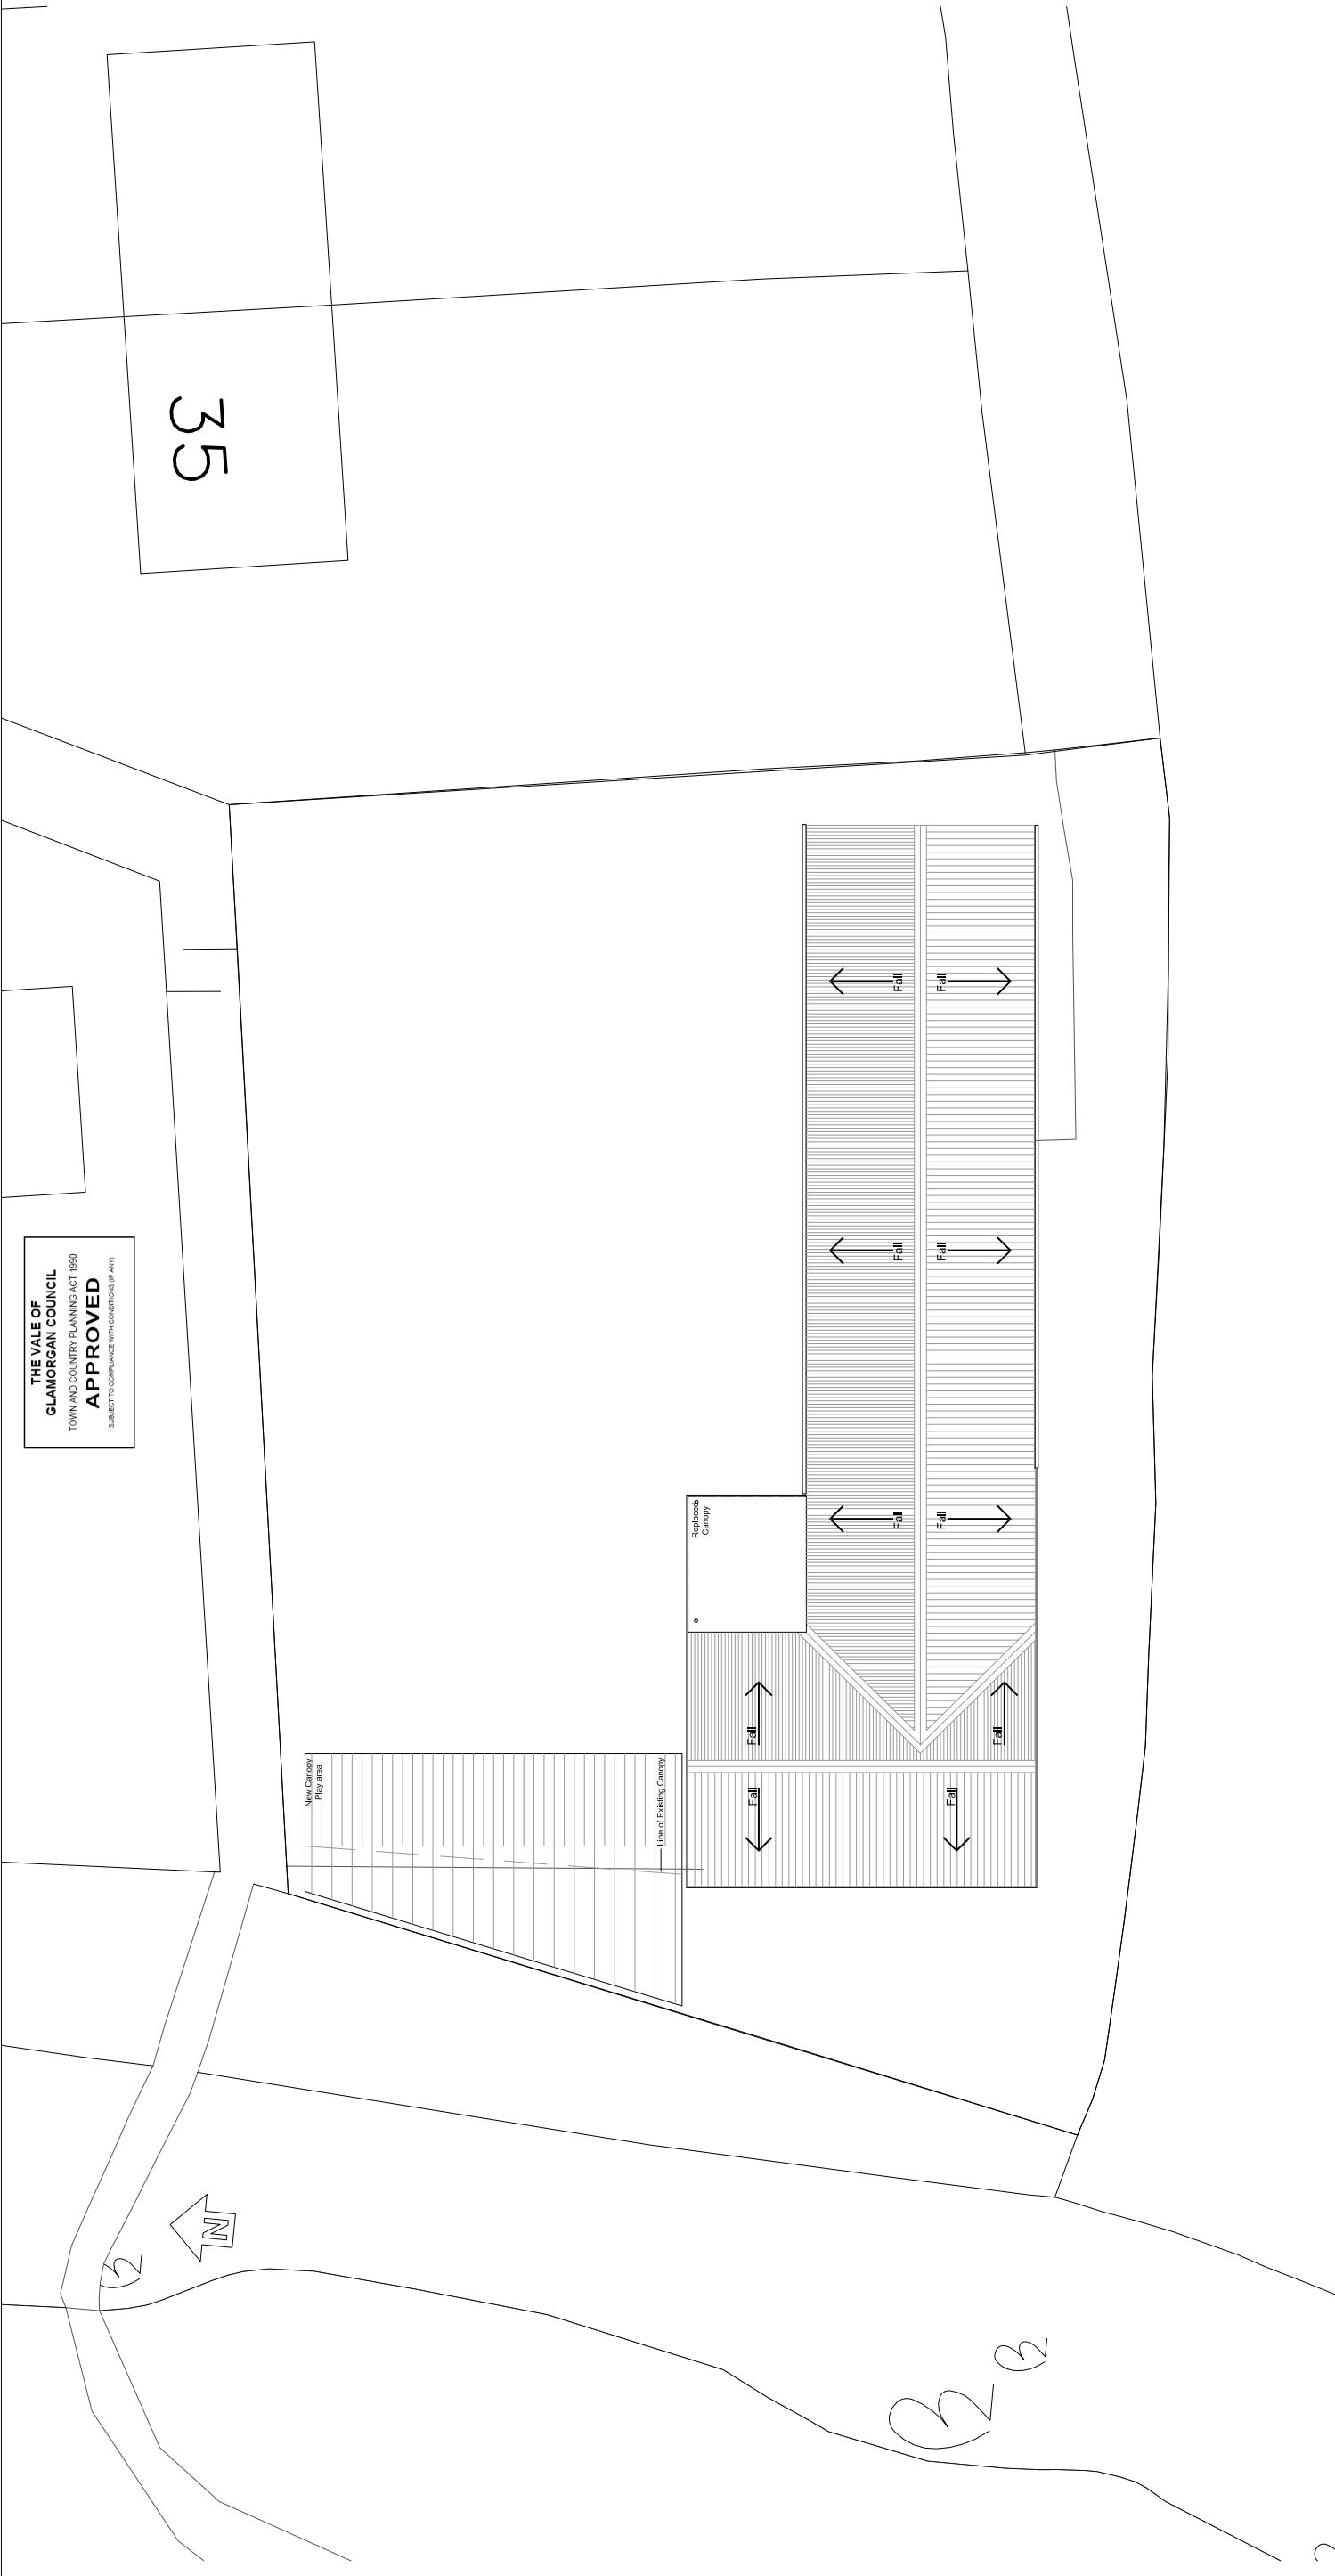 35
THE VALE OF
GLAMORGAN COUNCIL
TOWN AND COUNTRY PLANNING ACT 1990
APPROVED
SUBJECT TO COMPLIANCE WITH CONDITIONS (IF ANY)
Fall
Fall
Fall
Fall
Replaced
Canopy
Fall
Fall
Fall
Fall
New Canopy
Play area
Line of Existing Canopy
Fall
Fall
N